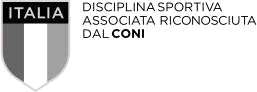 ITALIA
DISCIPLINA SPORTIVA
ASSOCIATA RICONOSCIUTA
DAL CONI